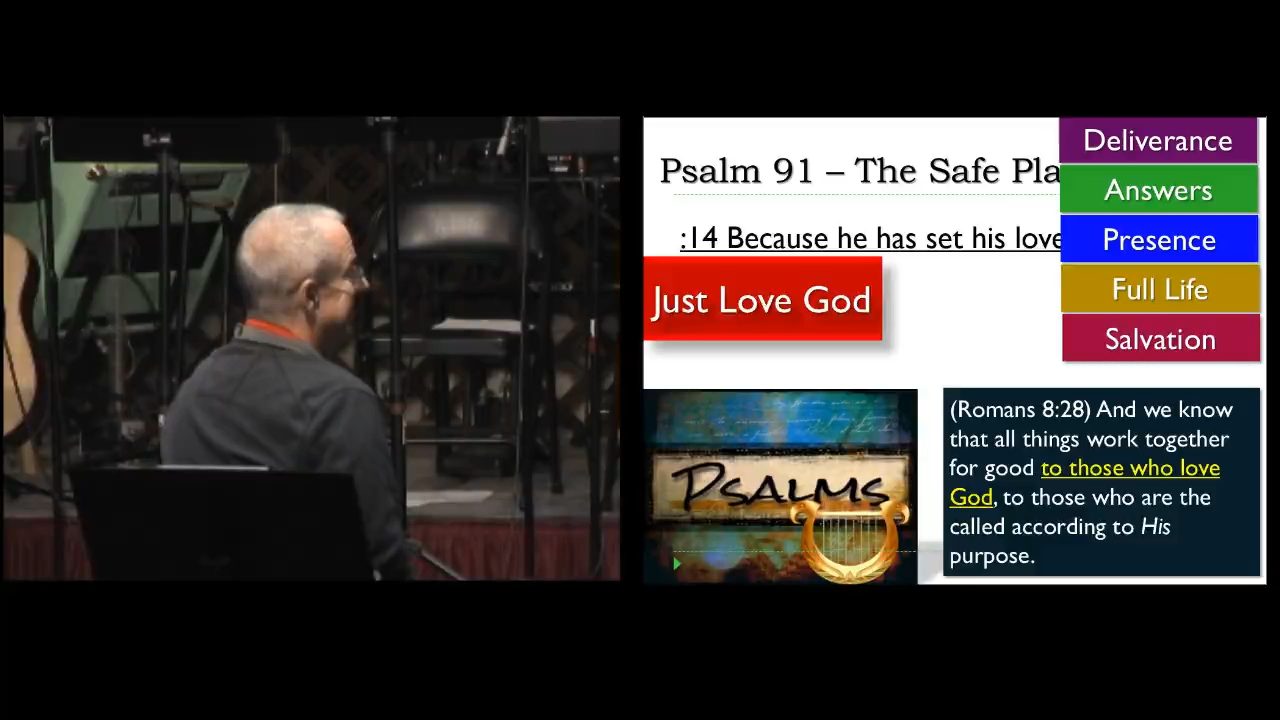 Psalm 91 – The Safe Pla
:14 Because he has set his love
Just Love God
Deliverance
Answers
Presence
Full Life
Salvation
PSALMS
(Romans 8:28) And we know
that all things work together
for good to those who love
God, to those who are the
called according to His
purpose.